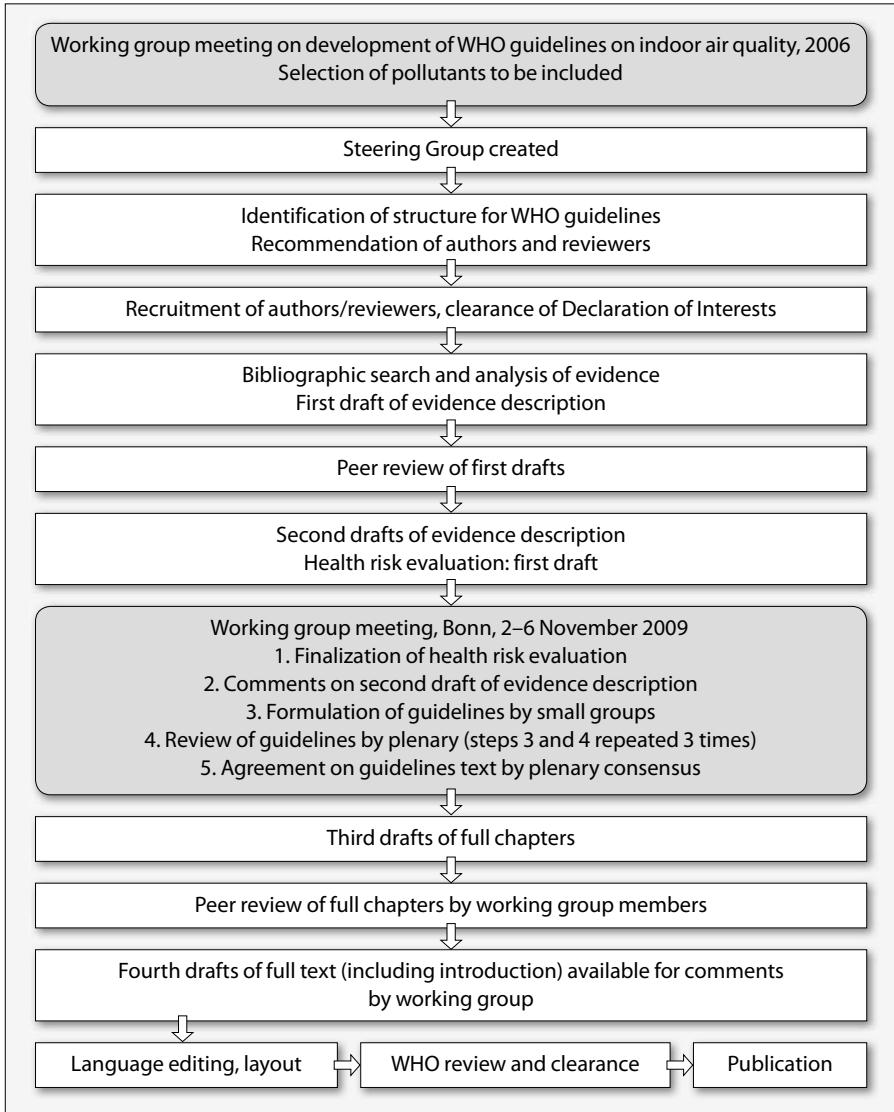 Working group meeting on development of WHO guidelines on indoor air quality, 2006
Selection of pollutants to be included
Steering Group created
Identification of structure for WHO guidelines
Recommendation of authors and reviewers
Recruitment of authors/reviewers, clearance of Declaration of Interests
Bibliographic search and analysis of evidence
First draft of evidence description
Peer review of first drafts
Second drafts of evidence description
Health risk evaluation: first draft
Working group meeting, Bonn, 2–6 November 2009
1. Finalization of health risk evaluation
2. Comments on second draft of evidence description
3. Formulation of guidelines by small groups
4. Review of guidelines by plenary (steps 3 and 4 repeated 3 times)
5. Agreement on guidelines text by plenary consensus
Third drafts of full chapters
Peer review of full chapters by working group members
Fourth drafts of full text (including introduction) available for comments
by working group
Language editing, layout
WHO review and clearance
Publication